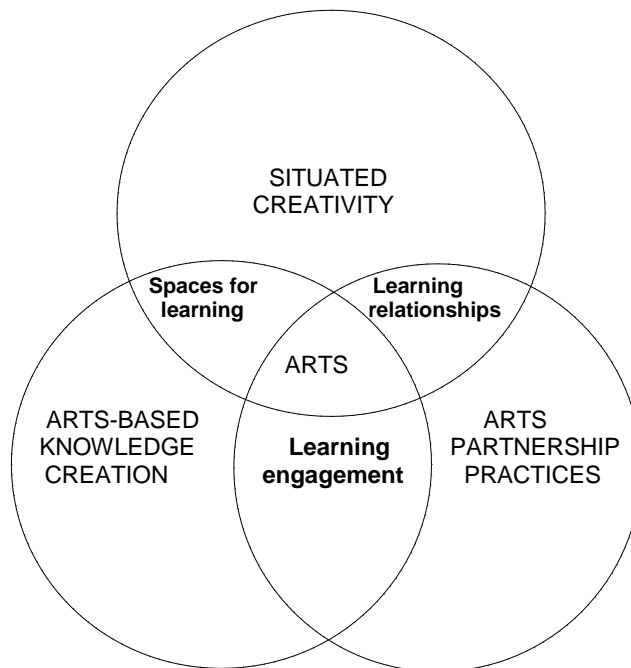 SITUATED
CREATIVITY
Spaces for
learning
Learning
relationships
ARTS
ARTS-BASED
KNOWLEDGE
CREATION
Learning
engagement
ARTS
PARTNERSHIP
PRACTICES